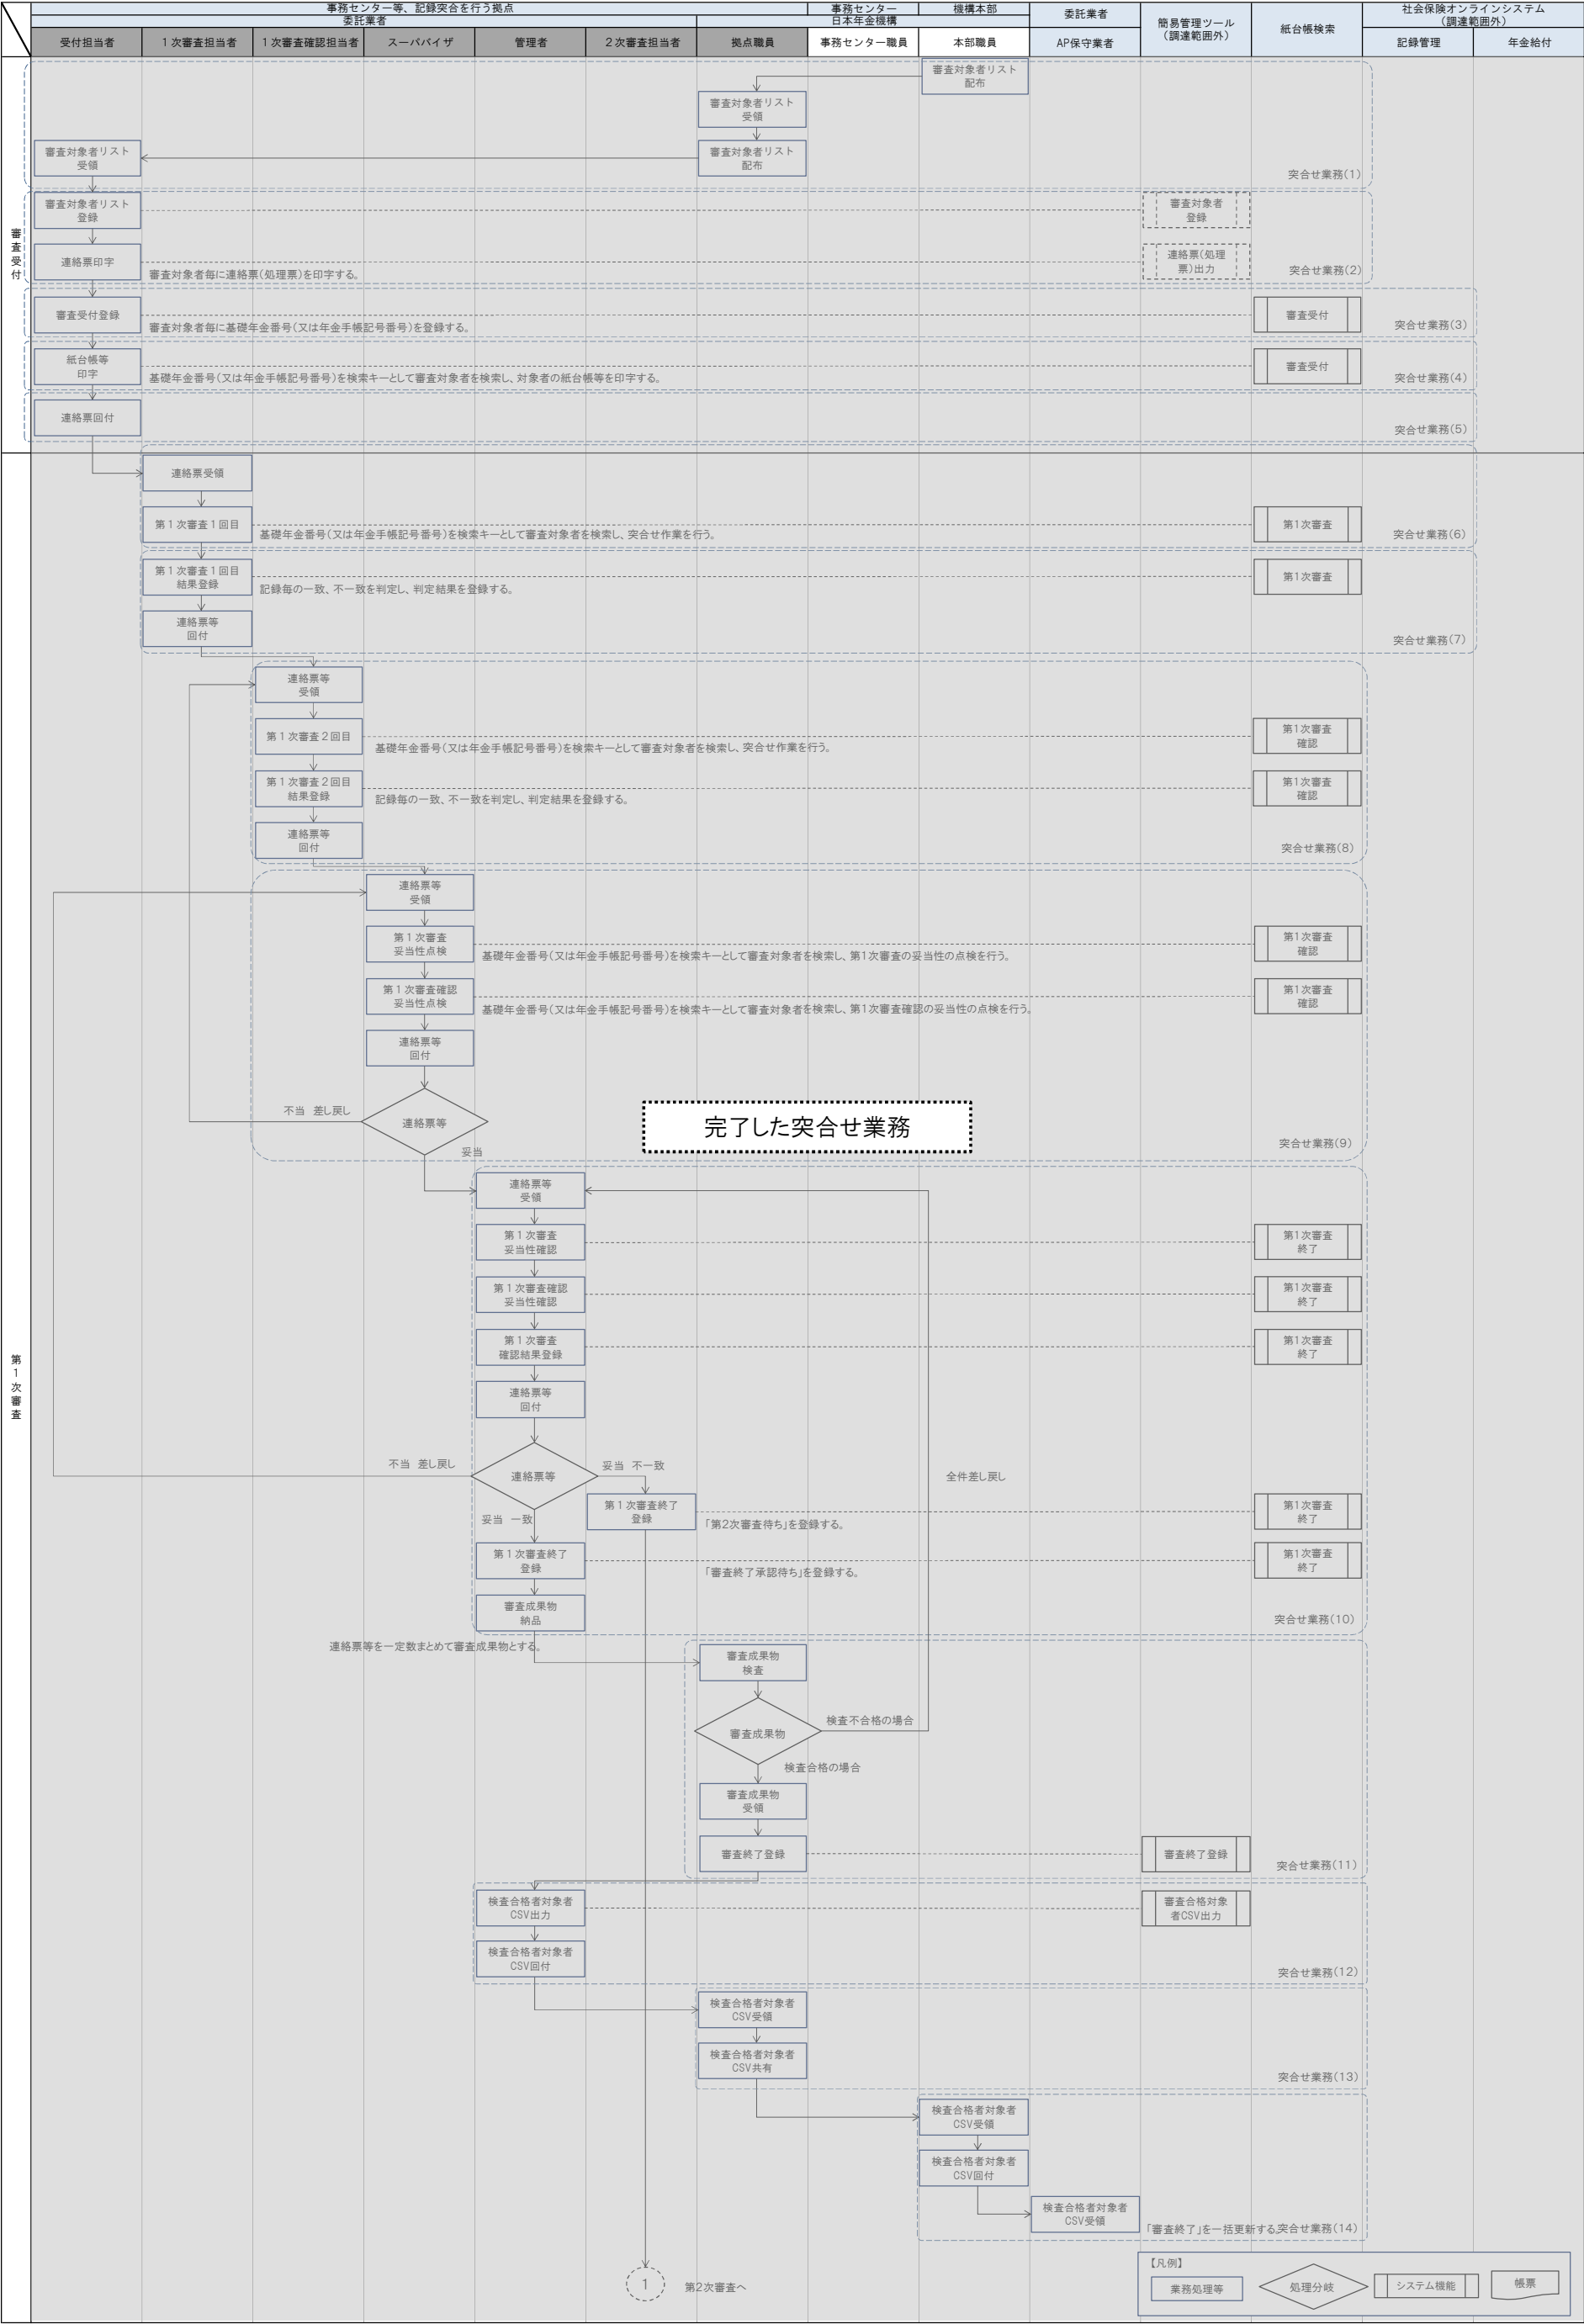 事務センター等、記録突合を行う拠点
事務センター
機構本部
委託業者
簡易管理ツール
（調達範囲外）
紙台帳検索
社会保険オンラインシステム
（調達範囲外）
委託業者
日本年金機構
受付担当者
１次審査担当者
１次審査確認担当者
スーパバイザ
管理者
２次審査担当者
拠点職員
事務センター職員
本部職員
AP保守業者
記録管理
年金給付
審査受付
審査対象者リスト
配布
審査対象者リスト
受領
審査対象者リスト
受領
審査対象者リスト
配布
突合せ業務(1)
審査対象者リスト
登録
審査対象者
登録
連絡票印字
審査対象者毎に連絡票（処理票）を印字する。
連絡票（処理
票）出力
突合せ業務(2)
審査受付登録
審査対象者毎に基礎年金番号（又は年金手帳記号番号）を登録する。
審査受付
突合せ業務(3)
紙台帳等
印字
基礎年金番号（又は年金手帳記号番号）を検索キーとして審査対象者を検索し、対象者の紙台帳等を印字する。
審査受付
突合せ業務(4)
連絡票回付
突合せ業務(5)
第１次審査
連絡票受領
第１次審査１回目
基礎年金番号（又は年金手帳記号番号）を検索キーとして審査対象者を検索し、突合せ作業を行う。
第1次審査
突合せ業務(6)
第１次審査１回目
結果登録
記録毎の一致、不一致を判定し、判定結果を登録する。
第1次審査
連絡票等
回付
突合せ業務(7)
連絡票等
受領
第１次審査２回目
基礎年金番号（又は年金手帳記号番号）を検索キーとして審査対象者を検索し、突合せ作業を行う。
第1次審査
確認
第１次審査２回目
結果登録
記録毎の一致、不一致を判定し、判定結果を登録する。
第1次審査
確認
連絡票等
回付
突合せ業務(8)
連絡票等
受領
第１次審査
妥当性点検
基礎年金番号（又は年金手帳記号番号）を検索キーとして審査対象者を検索し、第1次審査の妥当性の点検を行う。
第1次審査
確認
第１次審査確認
妥当性点検
基礎年金番号（又は年金手帳記号番号）を検索キーとして審査対象者を検索し、第1次審査確認の妥当性の点検を行う。
第1次審査
確認
連絡票等
回付
不当　差し戻し
連絡票等
妥当
完了した突合せ業務
突合せ業務(9)
連絡票等
受領
第１次審査
妥当性確認
第1次審査
終了
第１次審査確認
妥当性確認
第1次審査
終了
第１次審査
確認結果登録
第1次審査
終了
連絡票等
回付
不当　差し戻し
連絡票等
妥当　不一致
全件差し戻し
妥当　一致
第１次審査終了
登録
「第2次審査待ち」を登録する。
第1次審査
終了
第１次審査終了
登録
「審査終了承認待ち」を登録する。
第1次審査
終了
審査成果物
納品
突合せ業務(10)
連絡票等を一定数まとめて審査成果物とする。
審査成果物
検査
審査成果物
検査不合格の場合
検査合格の場合
審査成果物
受領
審査終了登録
審査終了登録
突合せ業務(11)
検査合格者対象者
CSV出力
審査合格対象
者CSV出力
検査合格者対象者
CSV回付
突合せ業務(12)
検査合格者対象者
CSV受領
検査合格者対象者
CSV共有
突合せ業務(13)
検査合格者対象者
CSV受領
検査合格者対象者
CSV回付
検査合格者対象者
CSV受領
「審査終了」を一括更新する。
突合せ業務(14)
1
第2次審査へ
【凡例】
業務処理等
処理分岐
システム機能
帳票